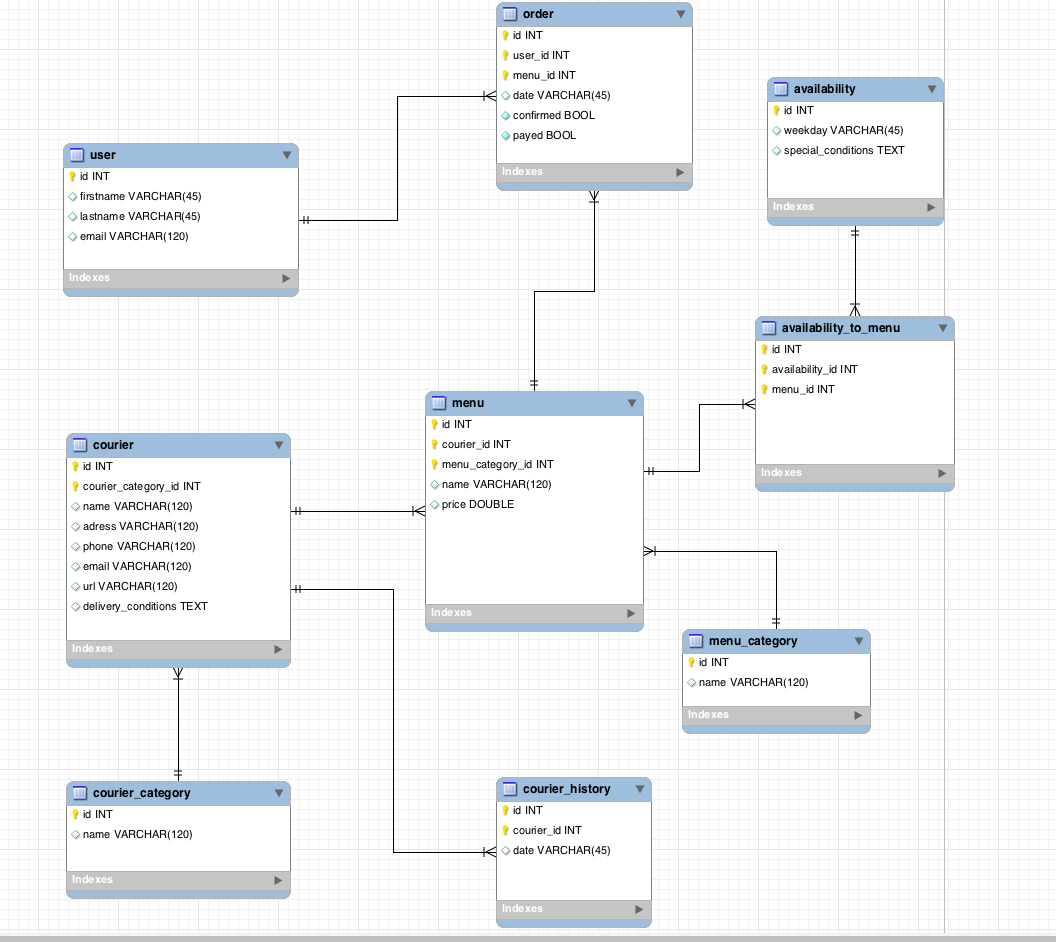 order
id INT
user_id INT
menu_id INT
date VARCHAR(45)
confirmed BOOL
payed BOOL
Indexes
availability
id INT
weekday VARCHAR(45)
special_conditions TEXT
Indexes
user
id INT
firstname VARCHAR(45)
lastname VARCHAR(45)
email VARCHAR(120)
Indexes
availability_to_menu
id INT
availability_id INT
menu_id INT
Indexes
menu
id INT
courier_id INT
menu_category_id INT
name VARCHAR(120)
price DOUBLE
Indexes
courier
id INT
courier_category_id INT
name VARCHAR(120)
adress VARCHAR(120)
phone VARCHAR(120)
email VARCHAR(120)
url VARCHAR(120)
delivery_conditions TEXT
Indexes
menu_category
id INT
name VARCHAR(120)
Indexes
courier_category
id INT
name VARCHAR(120)
Indexes
courier_history
id INT
courier_id INT
date VARCHAR(45)
Indexes